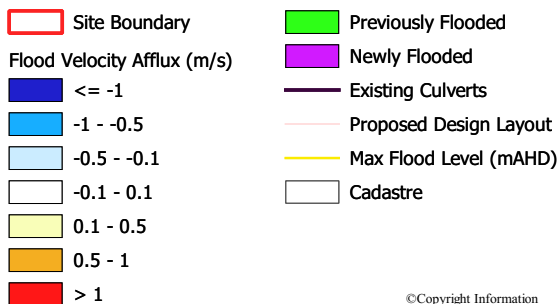 Site Boundary
Flood Velocity Afflux (m/s)
<= -1
-1 - -0.5
-0.5 - -0.1
-0.1 - 0.1
0.1 - 0.5
0.5 - 1
> 1
Previously Flooded
Newly Flooded
Existing Culverts
Proposed Design Layout
Max Flood Level (mAHD)
Cadastre
©Copyright Information